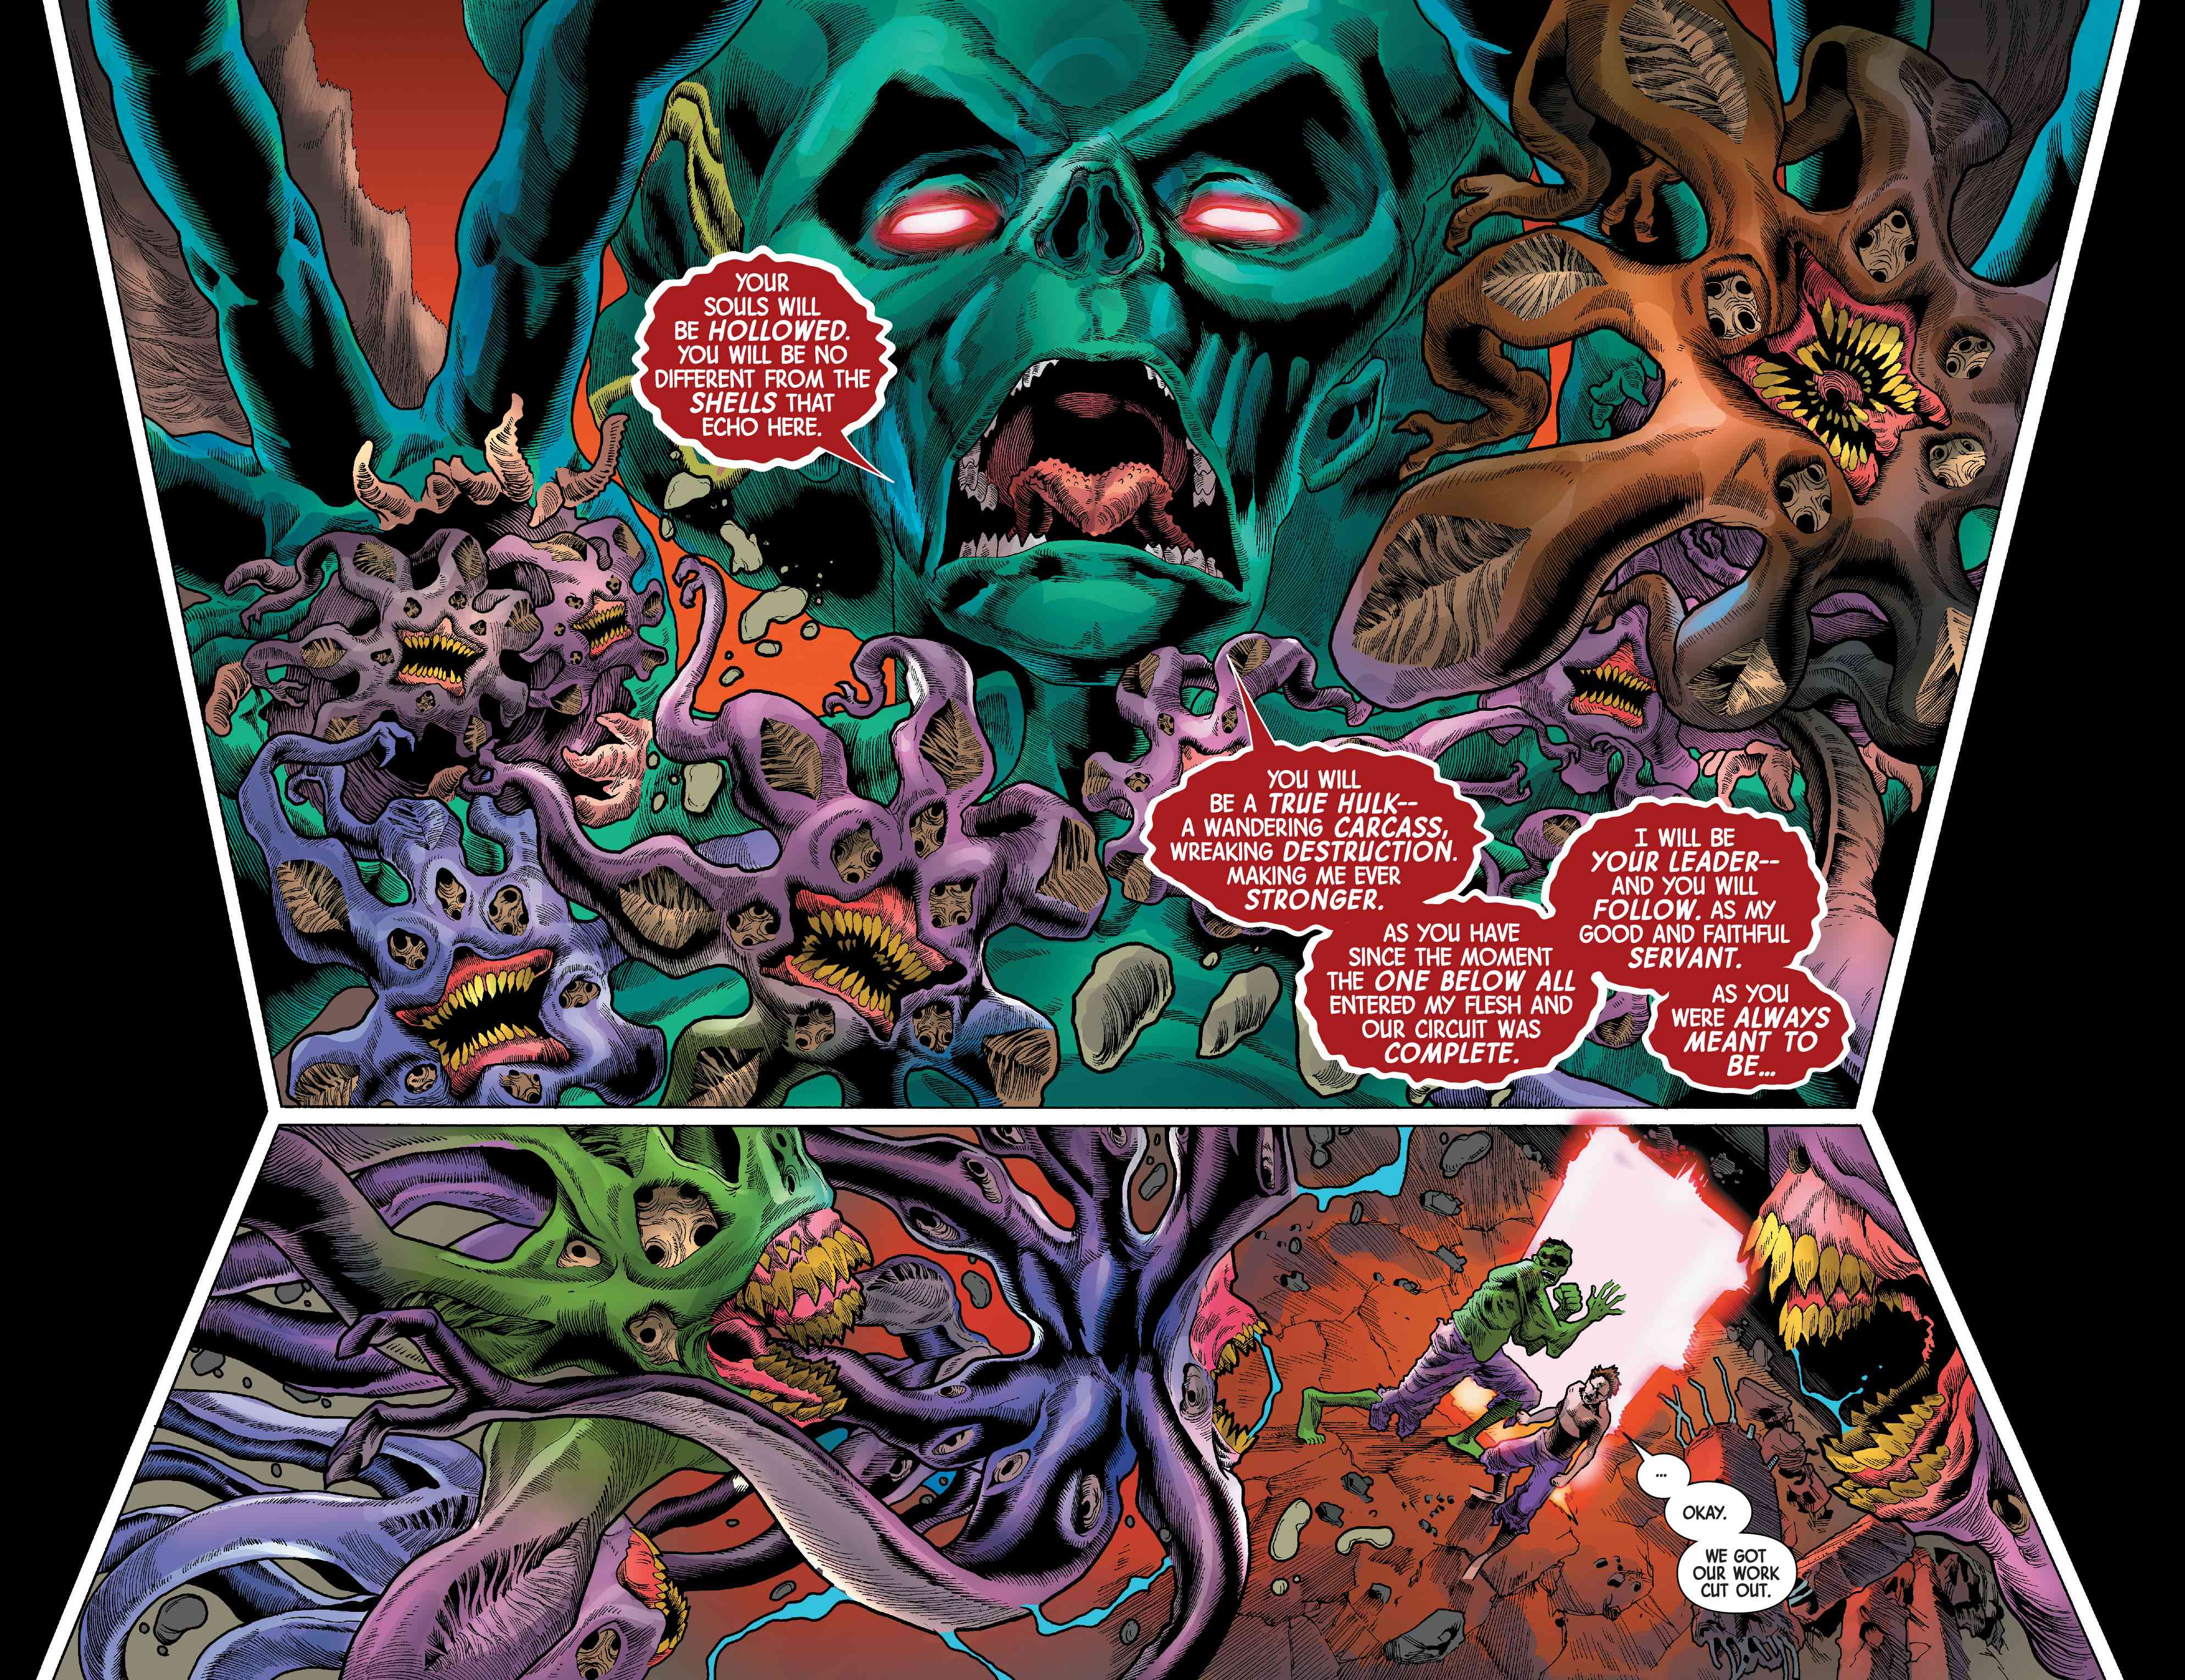 YOUR
SOULS WILL
BE HOLLOWED.
YOU WILL BE NO
DIFFERENT FROM THE
SHELLS THAT
ECHO HERE.
YOU WILL
BE A TRUE HULK--
A WANDERING CARCASS,
WREAKING DESTRUCTION.
MAKING ME EVER
STRONGER.
AS YOU HAVE
SINCE THE MOMENT
THE ONE BELOW ALL
ENTERED MY FLESH AND
OUR CIRCUIT WAS
COMPLETE.
I WILL BE
YOUR LEADER--
AND YOU WILL
FOLLOW. AS MY
GOOD AND FAITHFUL
SERVANT.
AS YOU
WERE ALWAYS
MEANT TO
BE...
...
OKAY.
WE GOT
OUR WORK
CUT OUT.